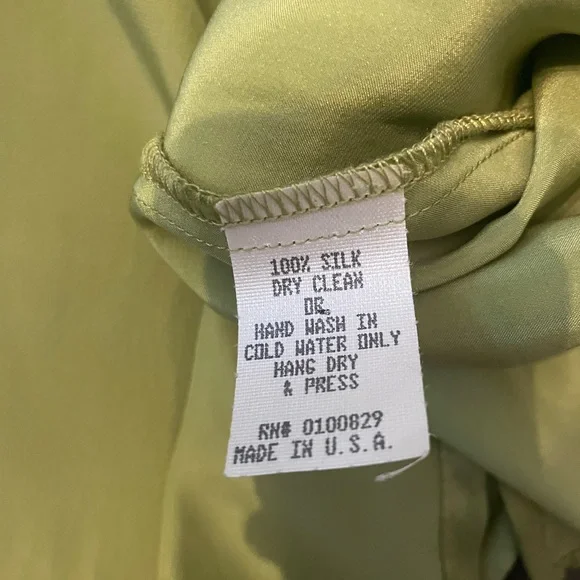 100% SILK
DRY CLEAN
OR
HAND WASH IN
COLD WATER ONLY
HANG DRY
& PRESS
RN# 0100829
MADE IN U.S.A.